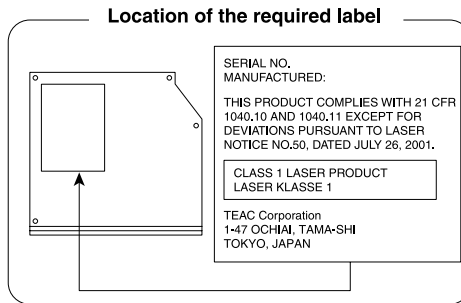 Location of the required label
SERIAL NO.
MANUFACTURED:
THIS PRODUCT COMPLIES WITH 21 CFR
1040.10 AND 1040.11 EXCEPT FOR
DEVIATIONS PURSUANT TO LASER
NOTICE NO.50, DATED JULY 26, 2001.
CLASS 1 LASER PRODUCT
LASER KLASSE 1
TEAC Corporation
1-47 OCHIAI, TAMA-SHI
TOKYO, JAPAN